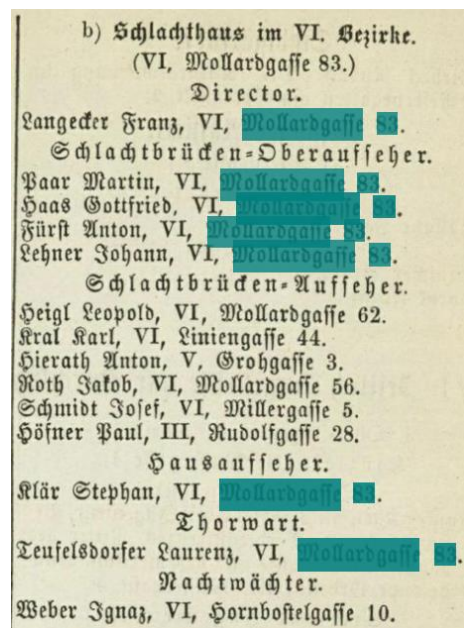 b) Schlachthaus im VI. Bezirke.
(VI, Mollardgasse 83.)
Director.
Langecker Franz, VI, Mollardgasse 83.
Schlachtbrücken-Oberaufseher.
Paar Martin, VI, Mollardgasse 83.
Haas Gottfried, VI, Mollardgasse 83.
Fürst Anton, VI, Mollardgasse 83.
Lehner Johann, VI, Mollardgasse 83.
Schlachtbrücken-Aufseher.
Heigl Leopold, VI, Mollardgasse 62.
Kral Karl, VI, Liniengasse 44.
Hierath Anton, V, Grohgasse 3.
Roth Jakob, VI, Mollardgasse 56.
Schmidt Josef, VI, Millergasse 5.
Höfner Paul, III, Rudolfgasse 28.
Hausaufseher.
Klär Stephan, VI, Mollardgasse 83.
Thorwart.
Teufelsdorfer Laurenz, VI, Mollardgasse 83.
Nachtwächter.
Weber Ignaz, VI, Hornbostelgasse 10.